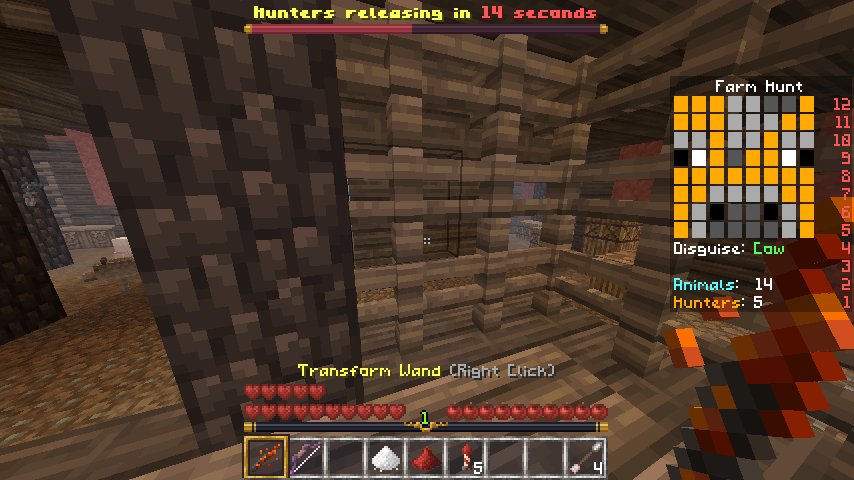 Hunters releasing in 14 seconds
Farm Hunt
12
11
10
9
8
7
6
5
Disguise: Cow 4
3
Animals: 14 2
Hunters: 5 1
Transform Wand (Right Click)
1
5
4